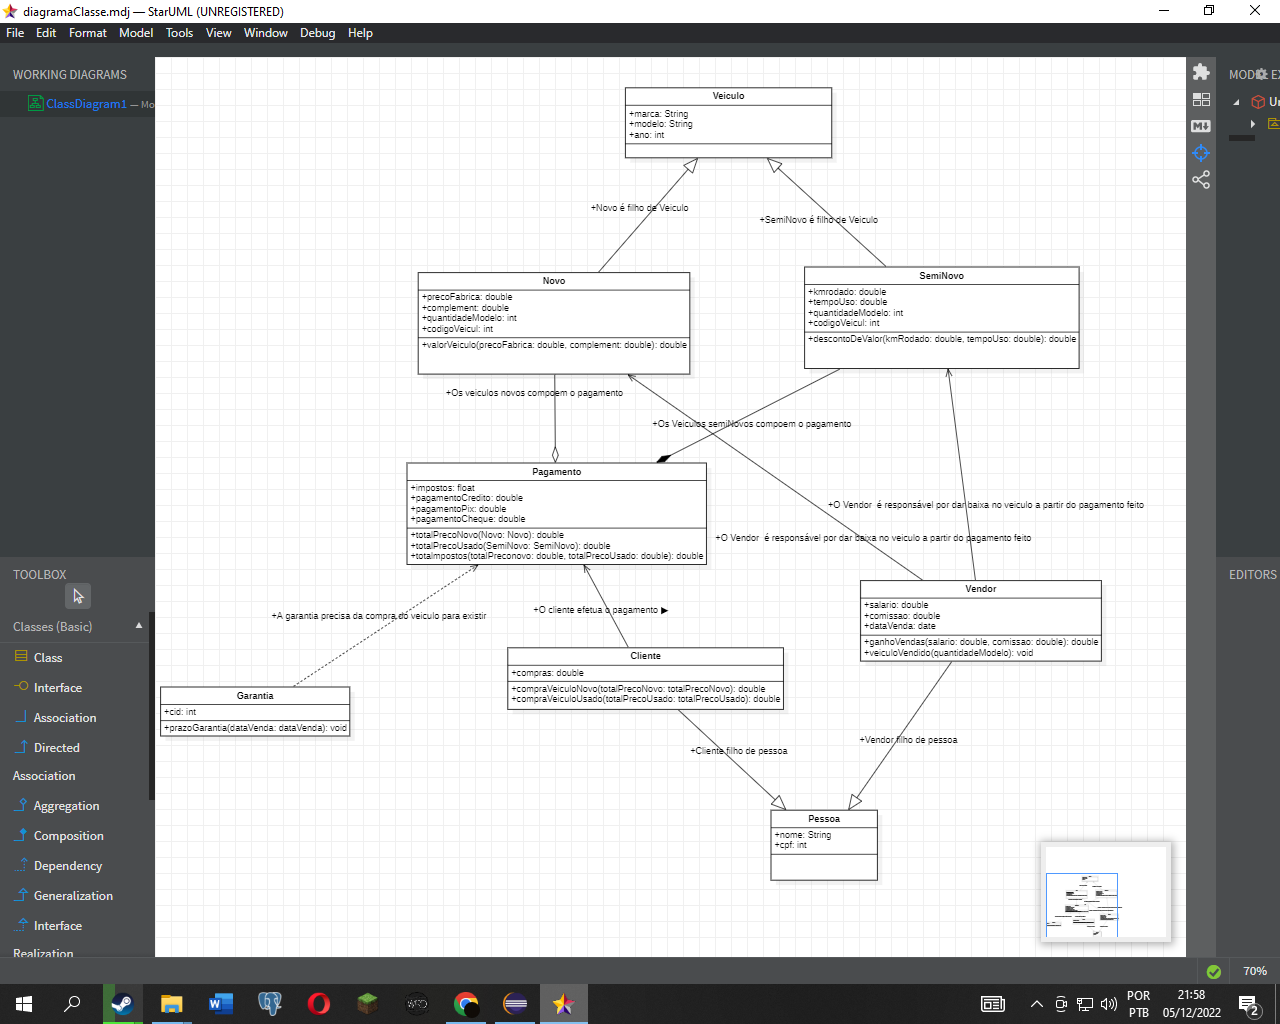 diagramaClasse.mdj — StarUML (UNREGISTERED)
File Edit Format Model Tools View Window Debug Help
WORKING DIAGRAMS
ClassDiagram1 — Mo
MOD
EX
Un
Veiculo
+marca: String
+modelo: String
+ano: int
+Novo é filho de Veiculo
+SemiNovo é filho de Veiculo
Novo
+precoFabrica: double
+complement: double
+quantidadeModelo: int
+codigoVeicul: int
+valorVeiculo(precoFabrica: double, complement: double): double
SemiNovo
+kmrodado: double
+tempoUso: double
+quantidadeModelo: int
+codigoVeicul: int
+descontoDeValor(kmRodado: double, tempoUso: double): double
+Os veiculos novos compoem o pagamento
+Os Veiculos semiNovos compoem o pagamento
Pagamento
+impostos: float
+pagamentoCredito: double
+pagamentoPix: double
+pagamentoCheque: double
+totalPrecoNovo(Novo: Novo): double
+totalPrecoUsado(SemiNovo: SemiNovo): double
+totalmpostos(totalPreconovo: double, totalPrecoUsado: double): double
+O Vendor é responsável por dar baixa no veiculo a partir do pagamento feito
+O Vendor é responsável por dar baixa no veiculo a partir do pagamento feito
TOOLBOX
EDITORS
Classes (Basic)
Class
Interface
Association
Directed
Association
Aggregation
Composition
Dependency
Generalization
Interface
Realization
Vendor
+salario: double
+comissao: double
+dataVenda: date
+ganhoVendas(salario: double, comissao: double): double
+veiculoVendido(quantidadeModelo): void
+A garantia precisa da compra do veiculo para existir
+O cliente efetua o pagamento ▶
Cliente
+compras: double
+compraVeiculoNovo(totalPrecoNovo: totalPrecoNovo): double
+compraVeiculoUsado(totalPrecoUsado: totalPrecoUsado): double
Garantia
+cid: int
+prazoGarantia(dataVenda: dataVenda): void
+Cliente filho de pessoa
+Vendor filho de pessoa
Pessoa
+nome: String
+cpf: int
70%
POR
PTB
21:58
05/12/2022
2